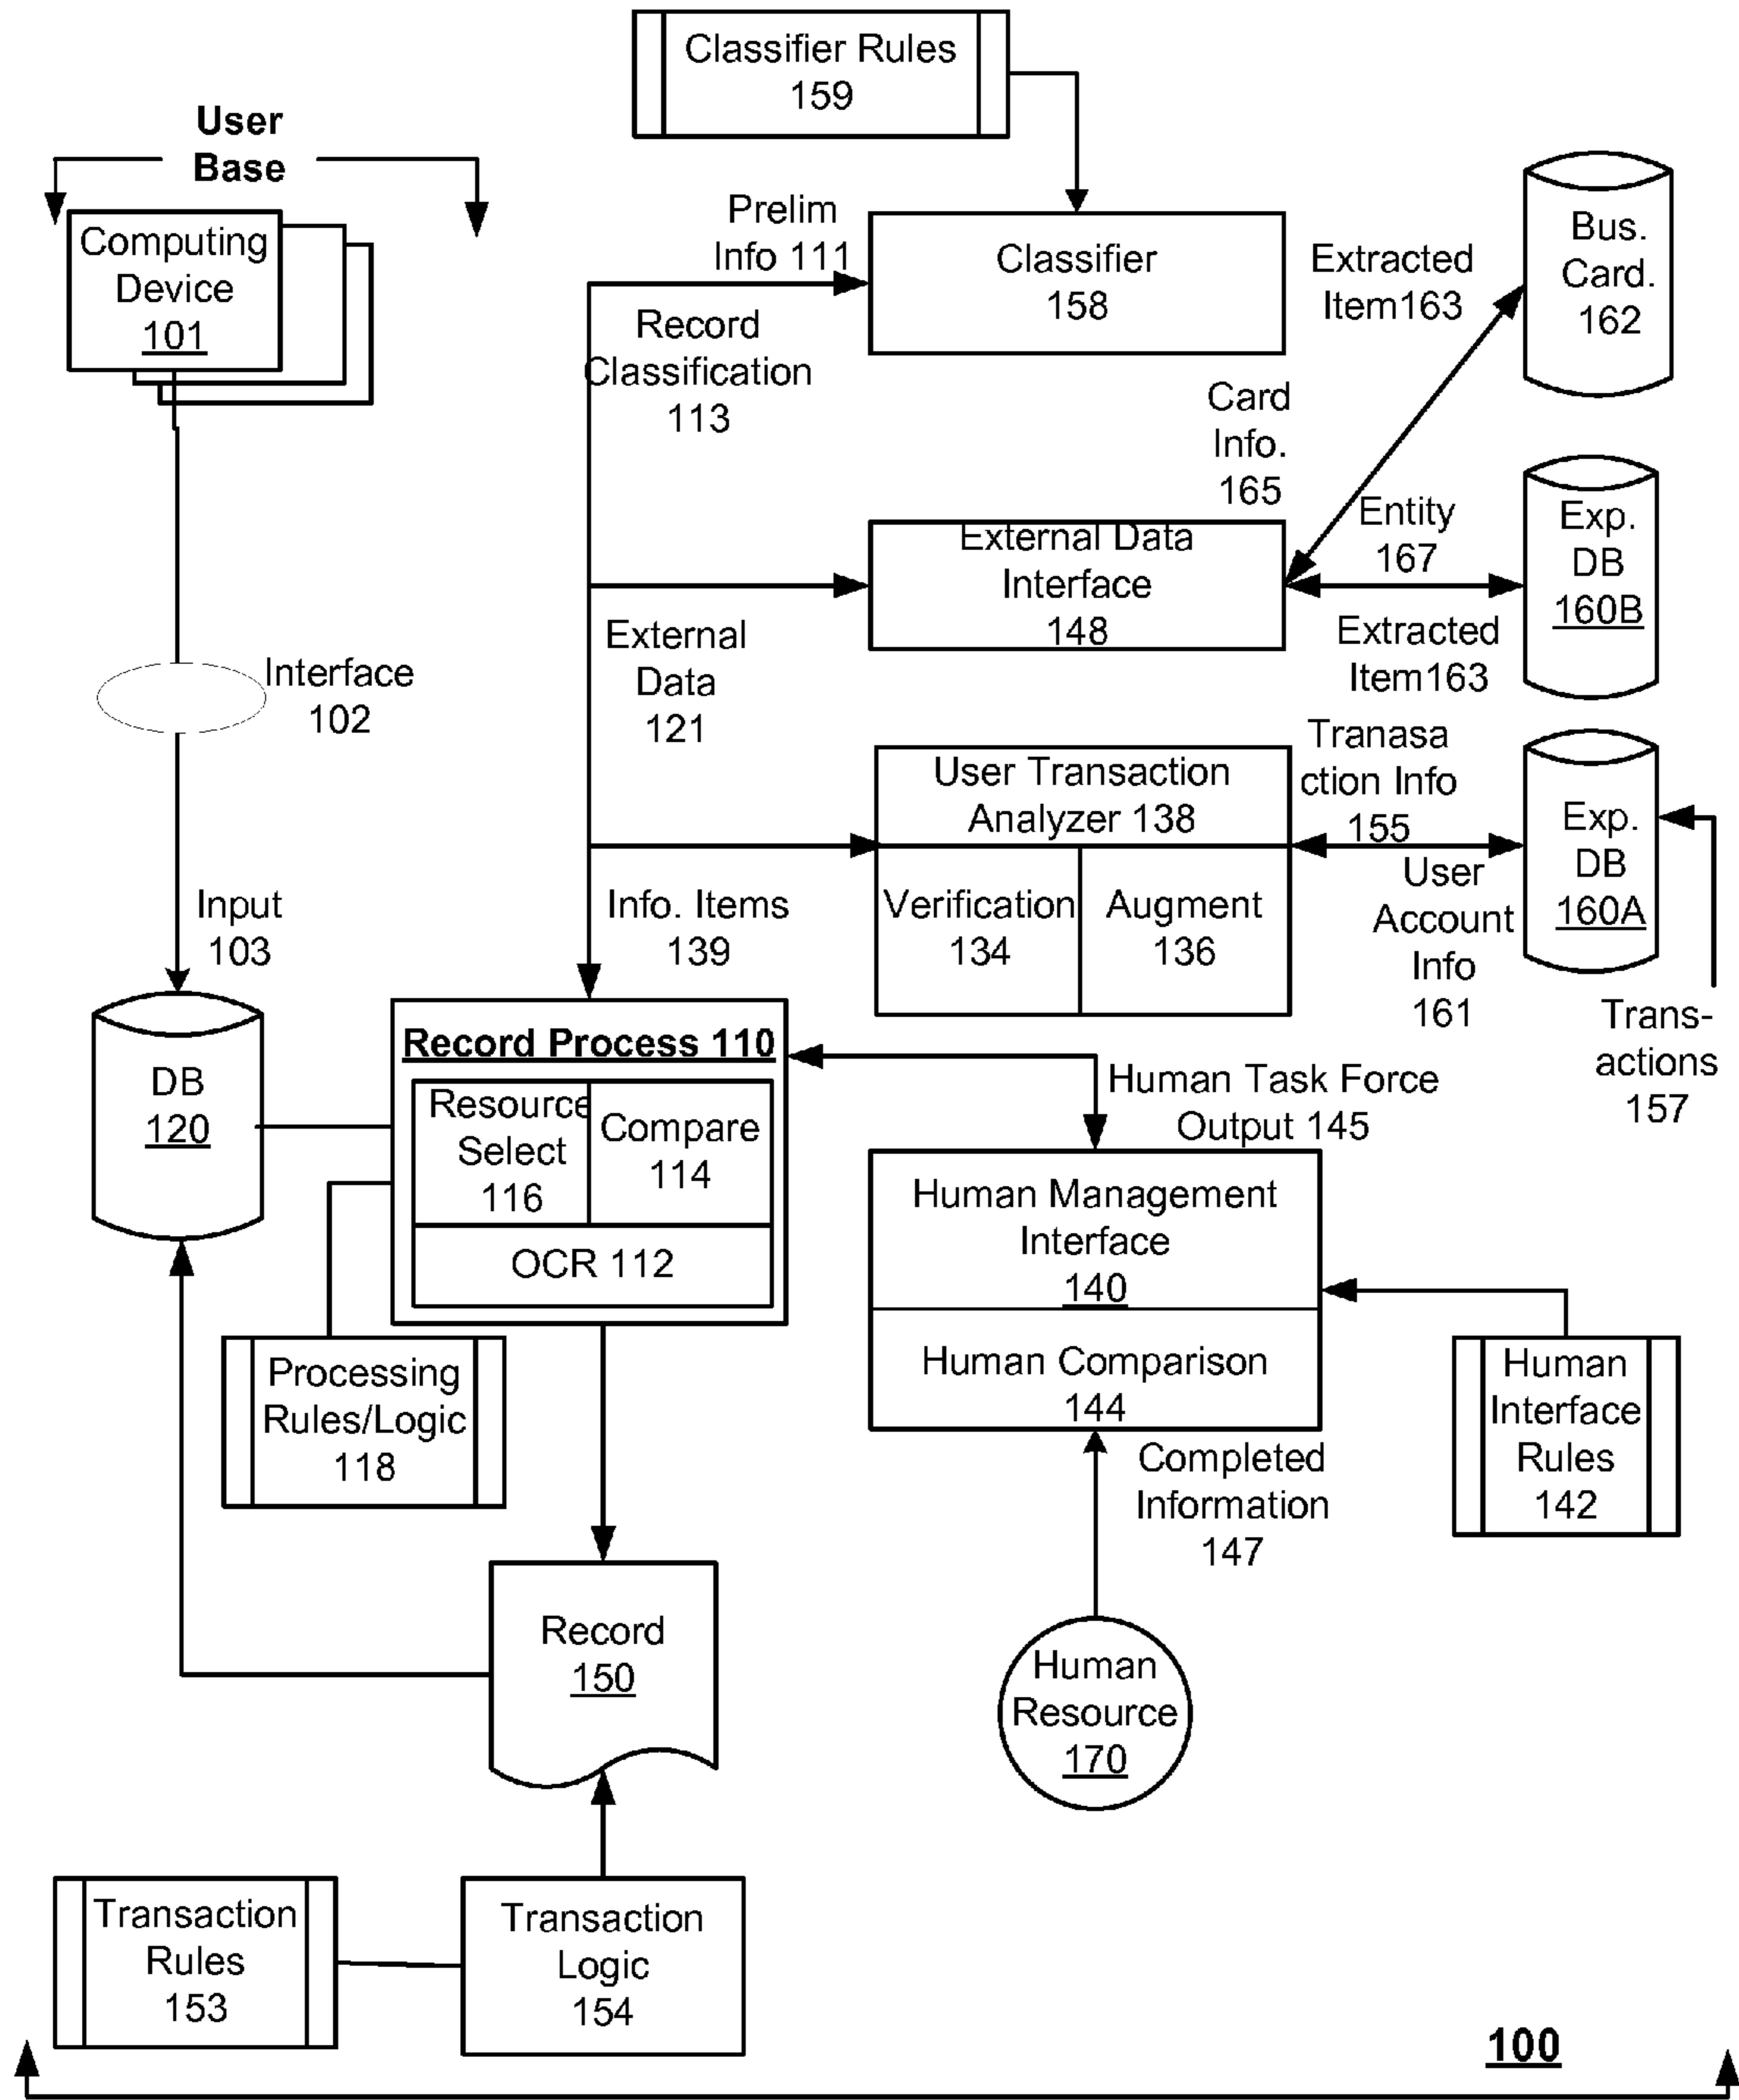 Classifier Rules
159
User
Base
Computing
Device
101
Prelim
Info 111
Classifier
158
Record
Classification
113
Extracted
Item163
Bus.
Card.
162
Card
Info.
165
External Data
Interface
148
Entity
167
Exp.
DB
160B
Extracted
Item163
Interface
102
External
Data
121
User Transaction
Analyzer 138
Verification
134
Augment
136
Tranasa
ction Info
155
User
Account
Info
161
Exp.
DB
160A
Trans-
actions
157
Input
103
Info. Items
139
DB
120
Record Process 110
Resource
Select
116
Compare
114
OCR 112
Human Task Force
Output 145
Human Management
Interface
140
Human Comparison
144
Processing
Rules/Logic
118
Human
Interface
Rules
142
Completed
Information
147
Record
150
Human
Resource
170
Transaction
Rules
153
Transaction
Logic
154
100